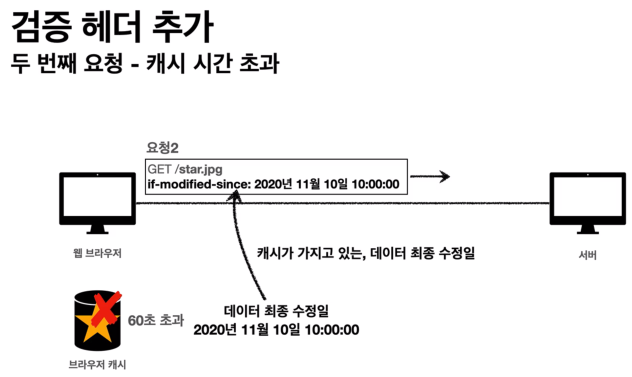 검증 헤더 추가
두 번째 요청 - 캐시 시간 초과
요청2
GET /star.jpg
if-modified-since: 2020년 11월 10일 10:00:00
웹 브라우저
서버
캐시가 가지고 있는, 데이터 최종 수정일
데이터 최종 수정일
2020년 11월 10일 10:00:00
60초 초과
브라우저 캐시